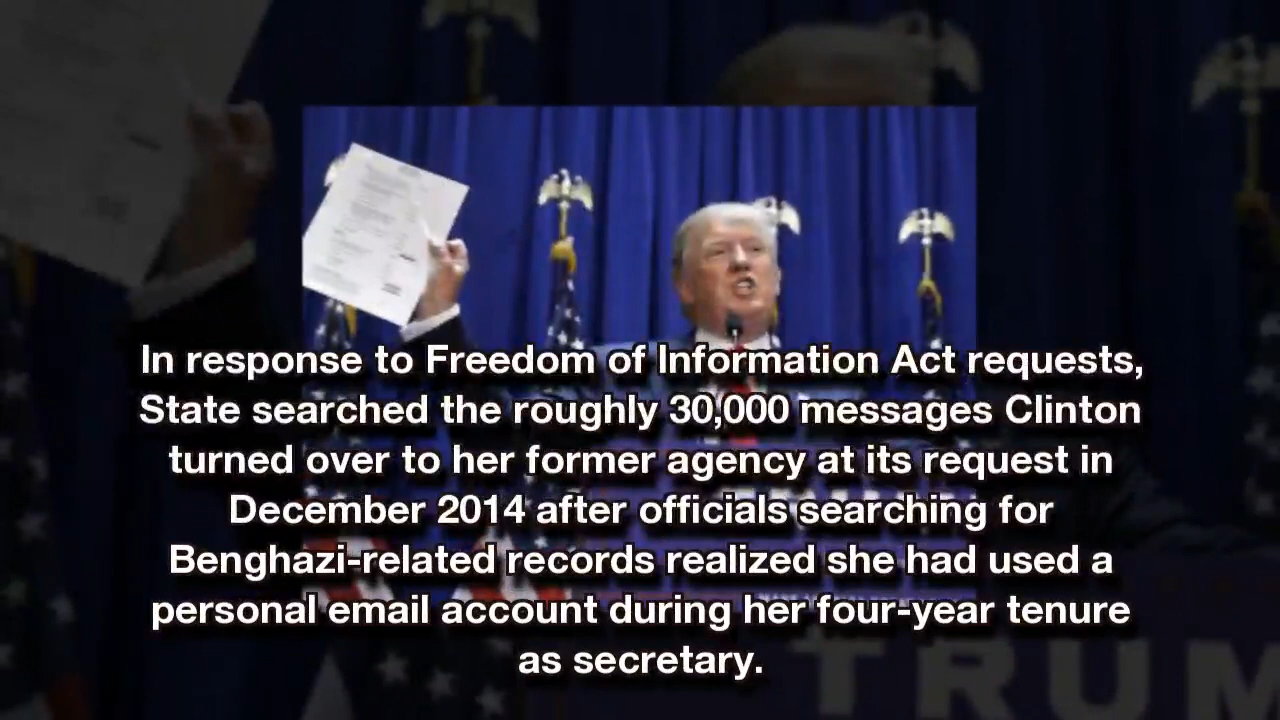 In response to Freedom of Information Act requests,
State searched the roughly 30,000 messages Clinton
turned over to her former agency at its request in
December 2014 after officials searching for
Benghazi-related records realized she had used a
personal email account during her four-year tenure
as secretary.
TRUM